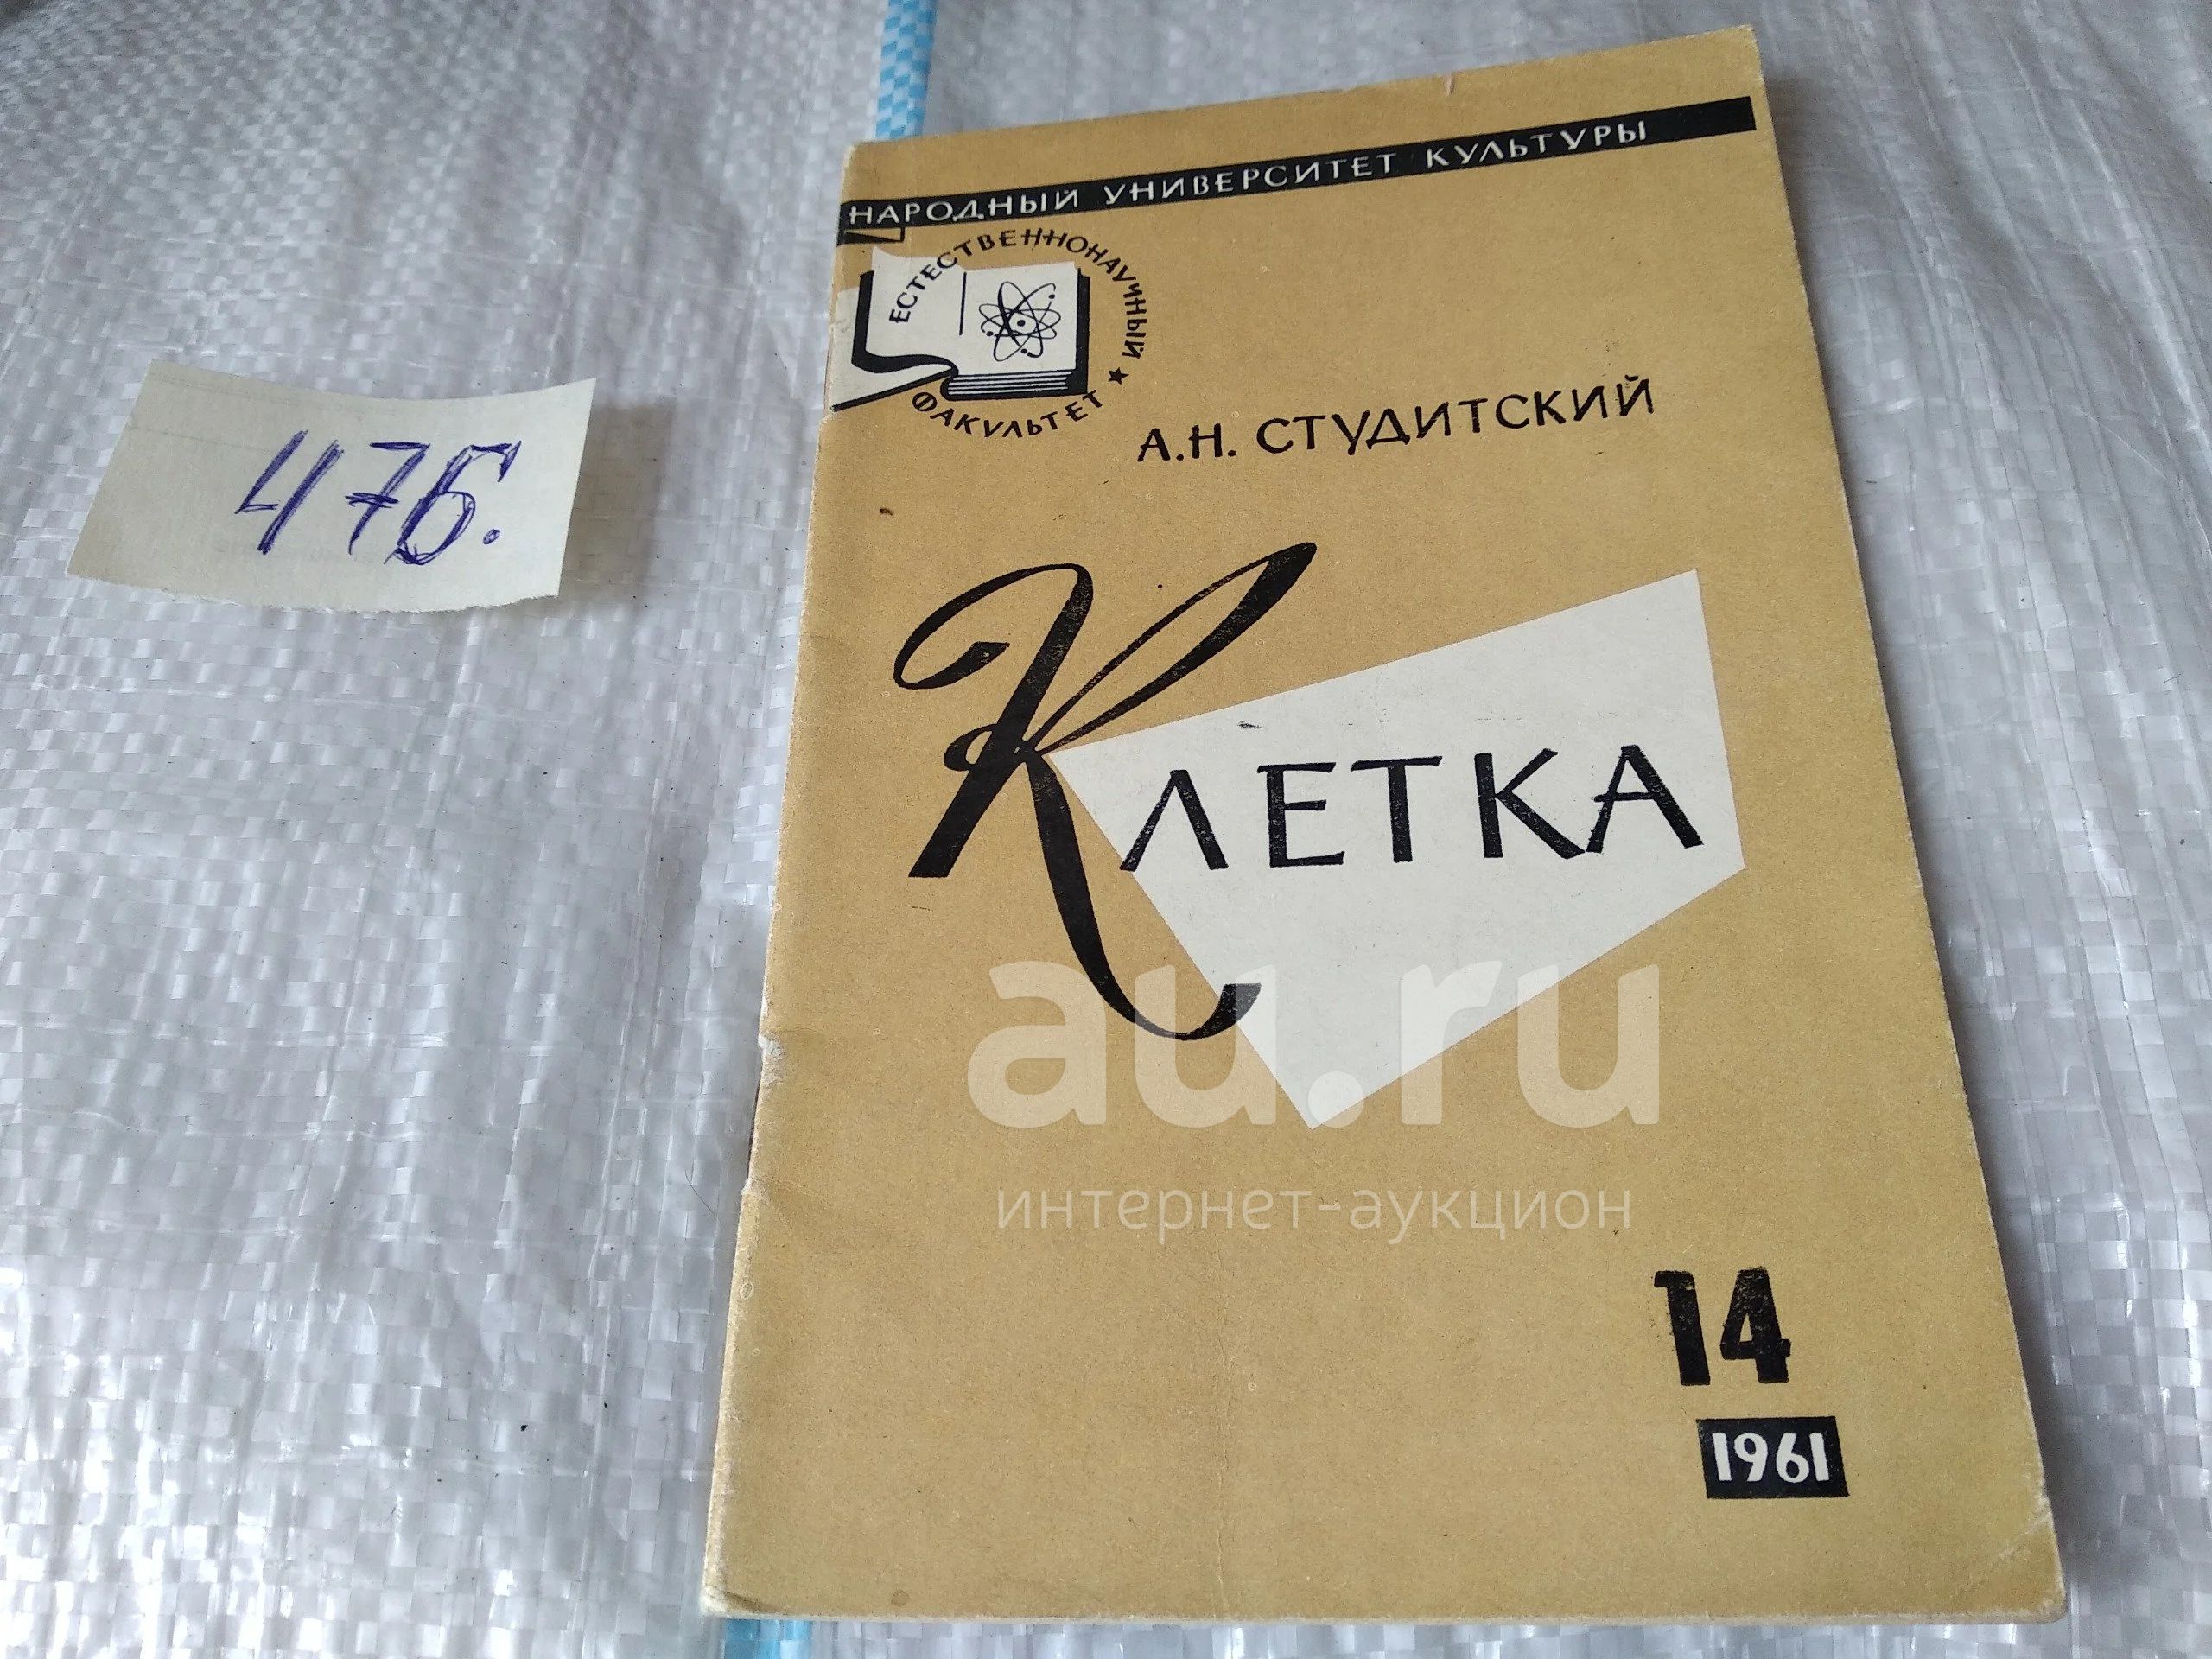 НАРОДНЫЙ УНИВЕРСИТЕТ КУЛЬТУРЫ
ЕСТЕСТВЕННОНАУЧНЫЙ
ФАКУЛЬТЕТ
А.Н. СТУДИТСКИЙ
476.
КЛЕТКА
au.ru
интернет-аукцион
14
1961